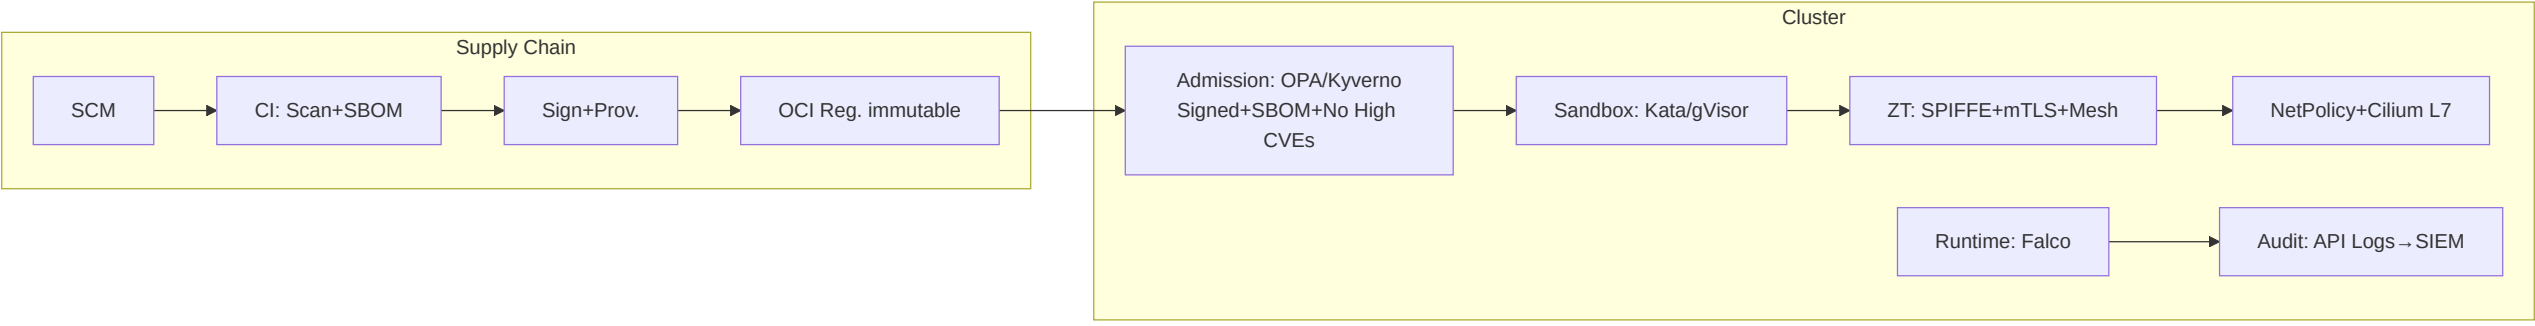 Supply Chain
SCM
CI: Scan+SBOM
Sign+Prov.
OCI Reg. immutable
Cluster
Admission: OPA/Kyverno
Signed+SBOM+No High
CVEs
Sandbox: Kata/gVisor
ZT: SPIFFE+mTLS+Mesh
NetPolicy+Cilium L7
Runtime: Falco
Audit: API Logs→SIEM